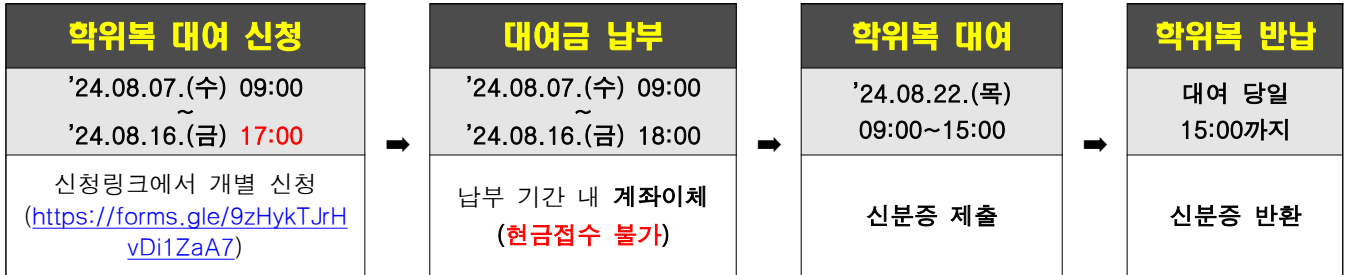 학위복 대여 신청
'24.08.07.(수) 09:00
~
'24.08.16.(금) 17:00
신청링크에서 개별 신청
(https://forms.gle/9zHykTJrH
vDi1ZaA7)
➡
대여금 납부
'24.08.07.(수) 09:00
~
'24.08.16.(금) 18:00
납부 기간 내 계좌이체
(현금접수 불가)
➡
학위복 대여
'24.08.22.(목)
09:00~15:00
신분증 제출
➡
학위복 반납
대여 당일
15:00까지
신분증 반환